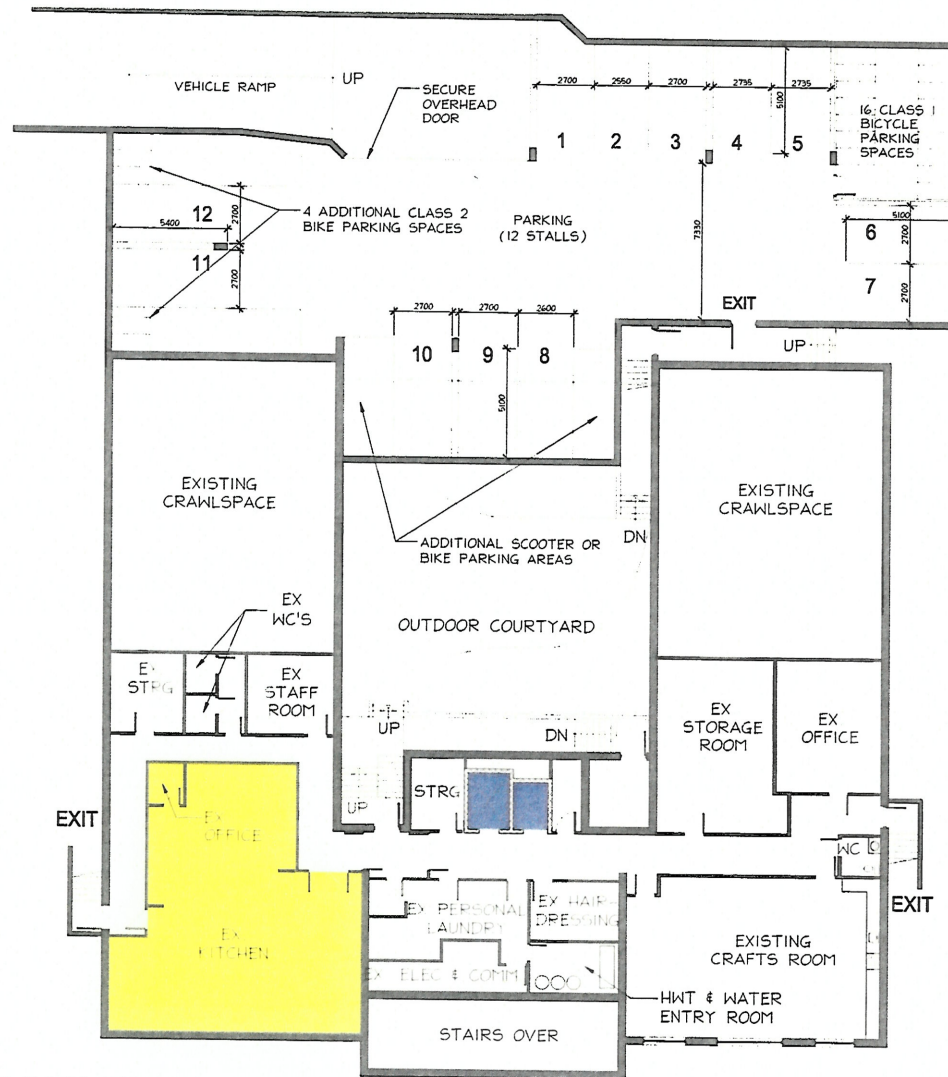 VEHICLE RAMP
UP
SECURE
OVERHEAD
DOOR
2700
2550
2700
2735
2735
5100
16 CLASS 1
BICYCLE
PARKING
SPACES
1
2
3
4
5
12
2700
5400
11
2700
4 ADDITIONAL CLASS 2
BIKE PARKING SPACES
PARKING
(12 STALLS)
7330
5100
6
2700
7
2700
EXIT
UP
2700
2700
2600
10
9
8
5100
EXISTING
CRAWLSPACE
EXISTING
CRAWLSPACE
DN
ADDITIONAL SCOOTER OR
BIKE PARKING AREAS
EX
WC'S
OUTDOOR COURTYARD
EX
STRG
EX
STAFF
ROOM
UP
DN
EX
STORAGE
ROOM
EX
OFFICE
STRG
UP
EXIT
EX
OFFICE
WC
EXIT
EX PERSONAL
LAUNDRY
EX HAIR-
DRESSING
EX
KITCHEN
EXISTING
CRAFTS ROOM
EX ELEC & COMM
HWT & WATER
ENTRY ROOM
STAIRS OVER